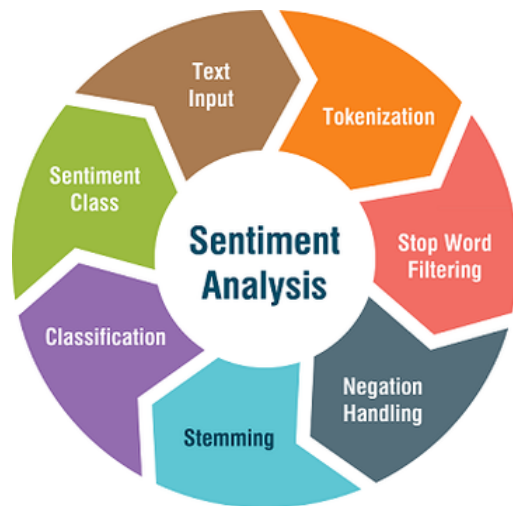 Text
Input
Tokenization
Stop Word
Filtering
Negation
Handling
Stemming
Classification
Sentiment
Class
Sentiment
Analysis